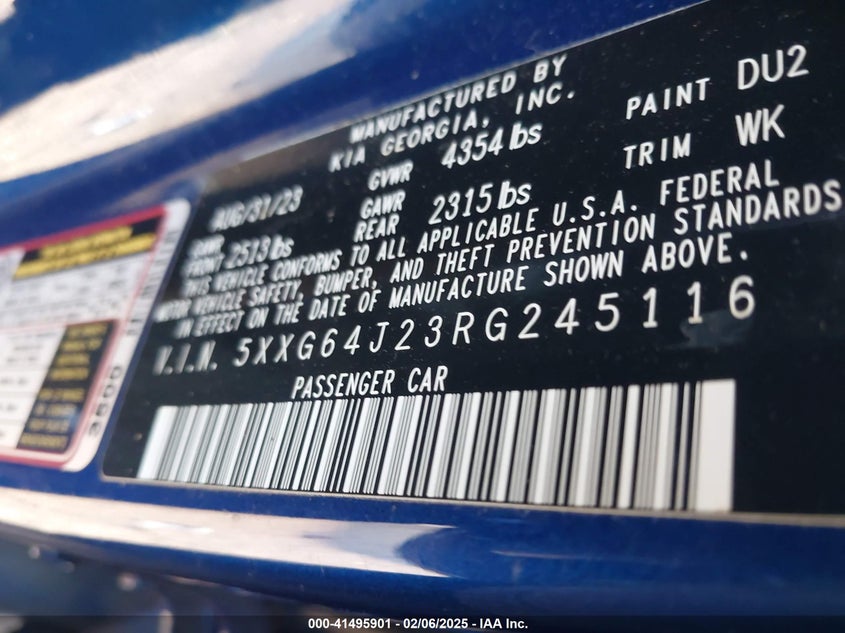 MANUFACTURED BY
KIA GEORGIA, INC.
AUG/31/23 GVWR 4354 lbs PAINT DU2
GAWR FRONT 2513 lbs GAWR REAR 2315 lbs TRIM WK
THIS VEHICLE CONFORMS TO ALL APPLICABLE U.S.A. FEDERAL
MOTOR VEHICLE SAFETY, BUMPER, AND THEFT PREVENTION STANDARDS
IN EFFECT ON THE DATE OF MANUFACTURE SHOWN ABOVE.
V.I.N. 5XXG64J23RG245116
PASSENGER CAR
3600
000-41495901 - 02/06/2025 - IAA Inc.